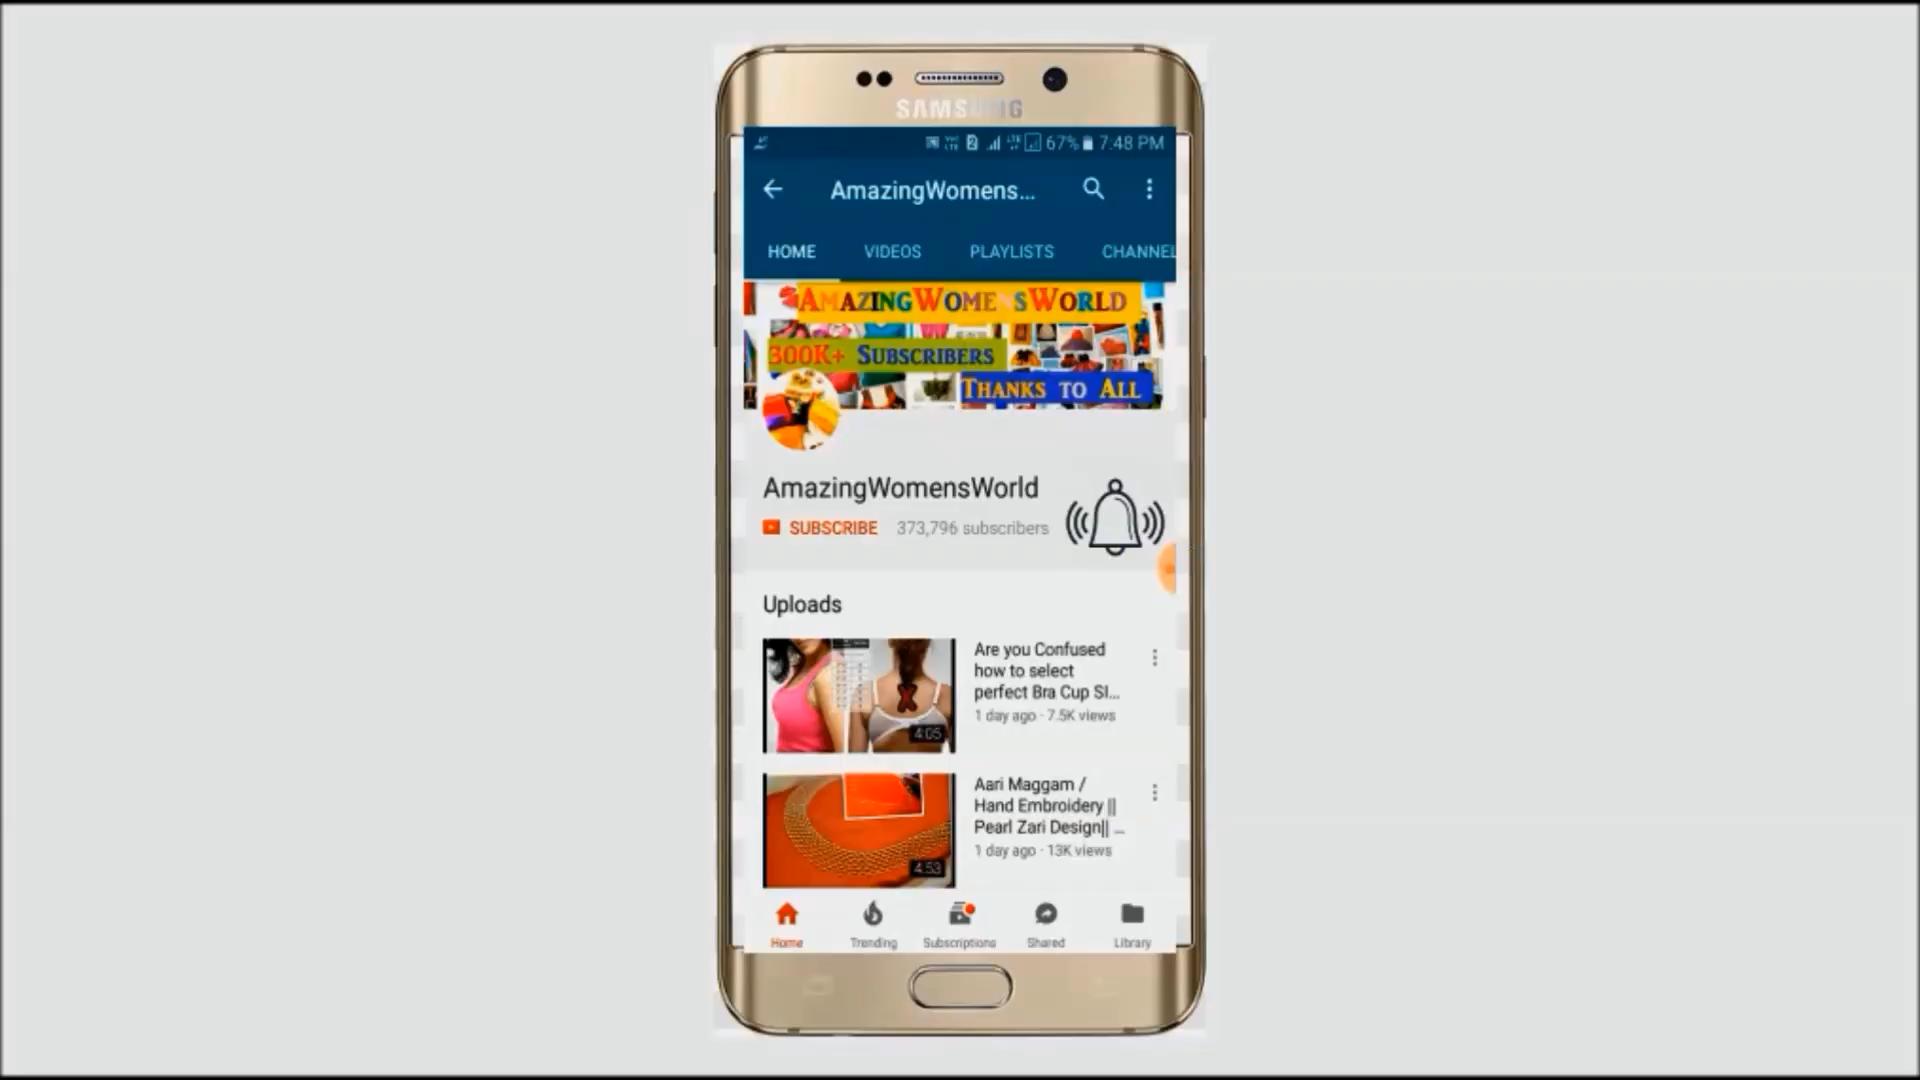 SAMSUNG
67% 7.48 PM
AmazingWomens...
HOME VIDEOS PLAYLISTS CHANNEL
AMAZINGWOMENSWORLD
300K+ SUBSCRIBERS
THANKS TO ALL
AmazingWomensWorld
SUBSCRIBE 373,796 subscribers
Uploads
Are you Confused
how to select
perfect Bra Cup SI...
1 day ago · 7.5K views
4:05
Aari Maggam /
Hand Embroidery ||
Pearl Zari Design|| ...
1 day ago · 13K views
4:53
Home Trending Subscriptions Shared Library